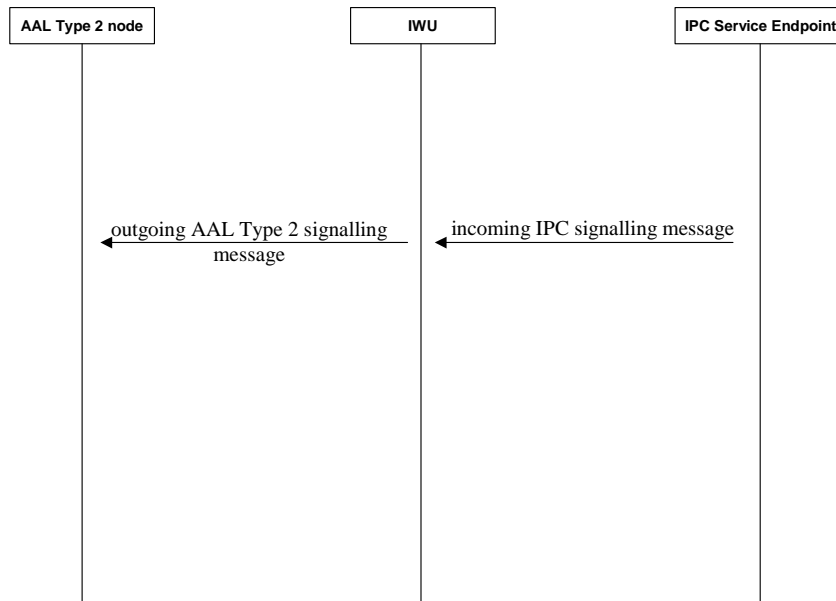 AAL Type 2 node
IWU
IPC Service Endpoint
outgoing AAL Type 2 signalling
message
incoming IPC signalling message